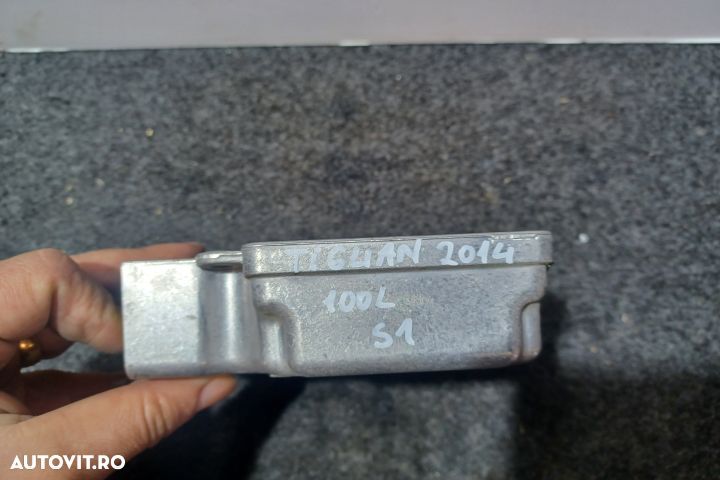 TIGUAN 2014
100L
S1
AUTOVIT.RO